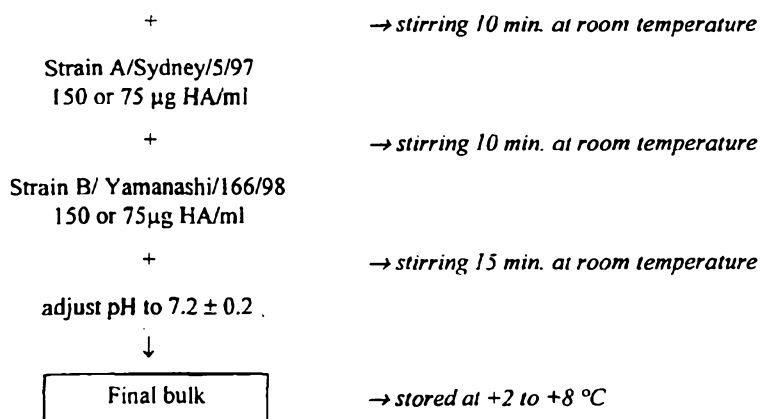 + → stirring 10 min. at room temperature
Strain A/Sydney/5/97
150 or 75 µg HA/ml
+ → stirring 10 min. at room temperature
Strain B/ Yamanashi/166/98
150 or 75µg HA/ml
+ → stirring 15 min. at room temperature
adjust pH to 7.2 ± 0.2
↓
Final bulk → stored at +2 to +8 °C